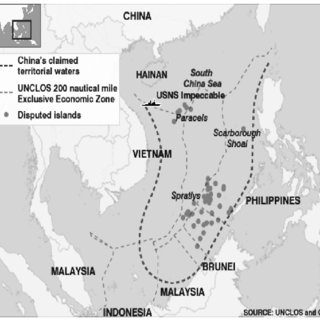 CHINA
China's claimed
territorial waters
UNCLOS 200 nautical mile
Exclusive Economic Zone
Disputed islands
HAINAN
South
China Sea
USNS Impeccable
Paracels
Scarborough
Shoal
VIETNAM
Spratlys
PHILIPPINES
BRUNEI
MALAYSIA
MALAYSIA
INDONESIA
SOURCE: UNCLOS and